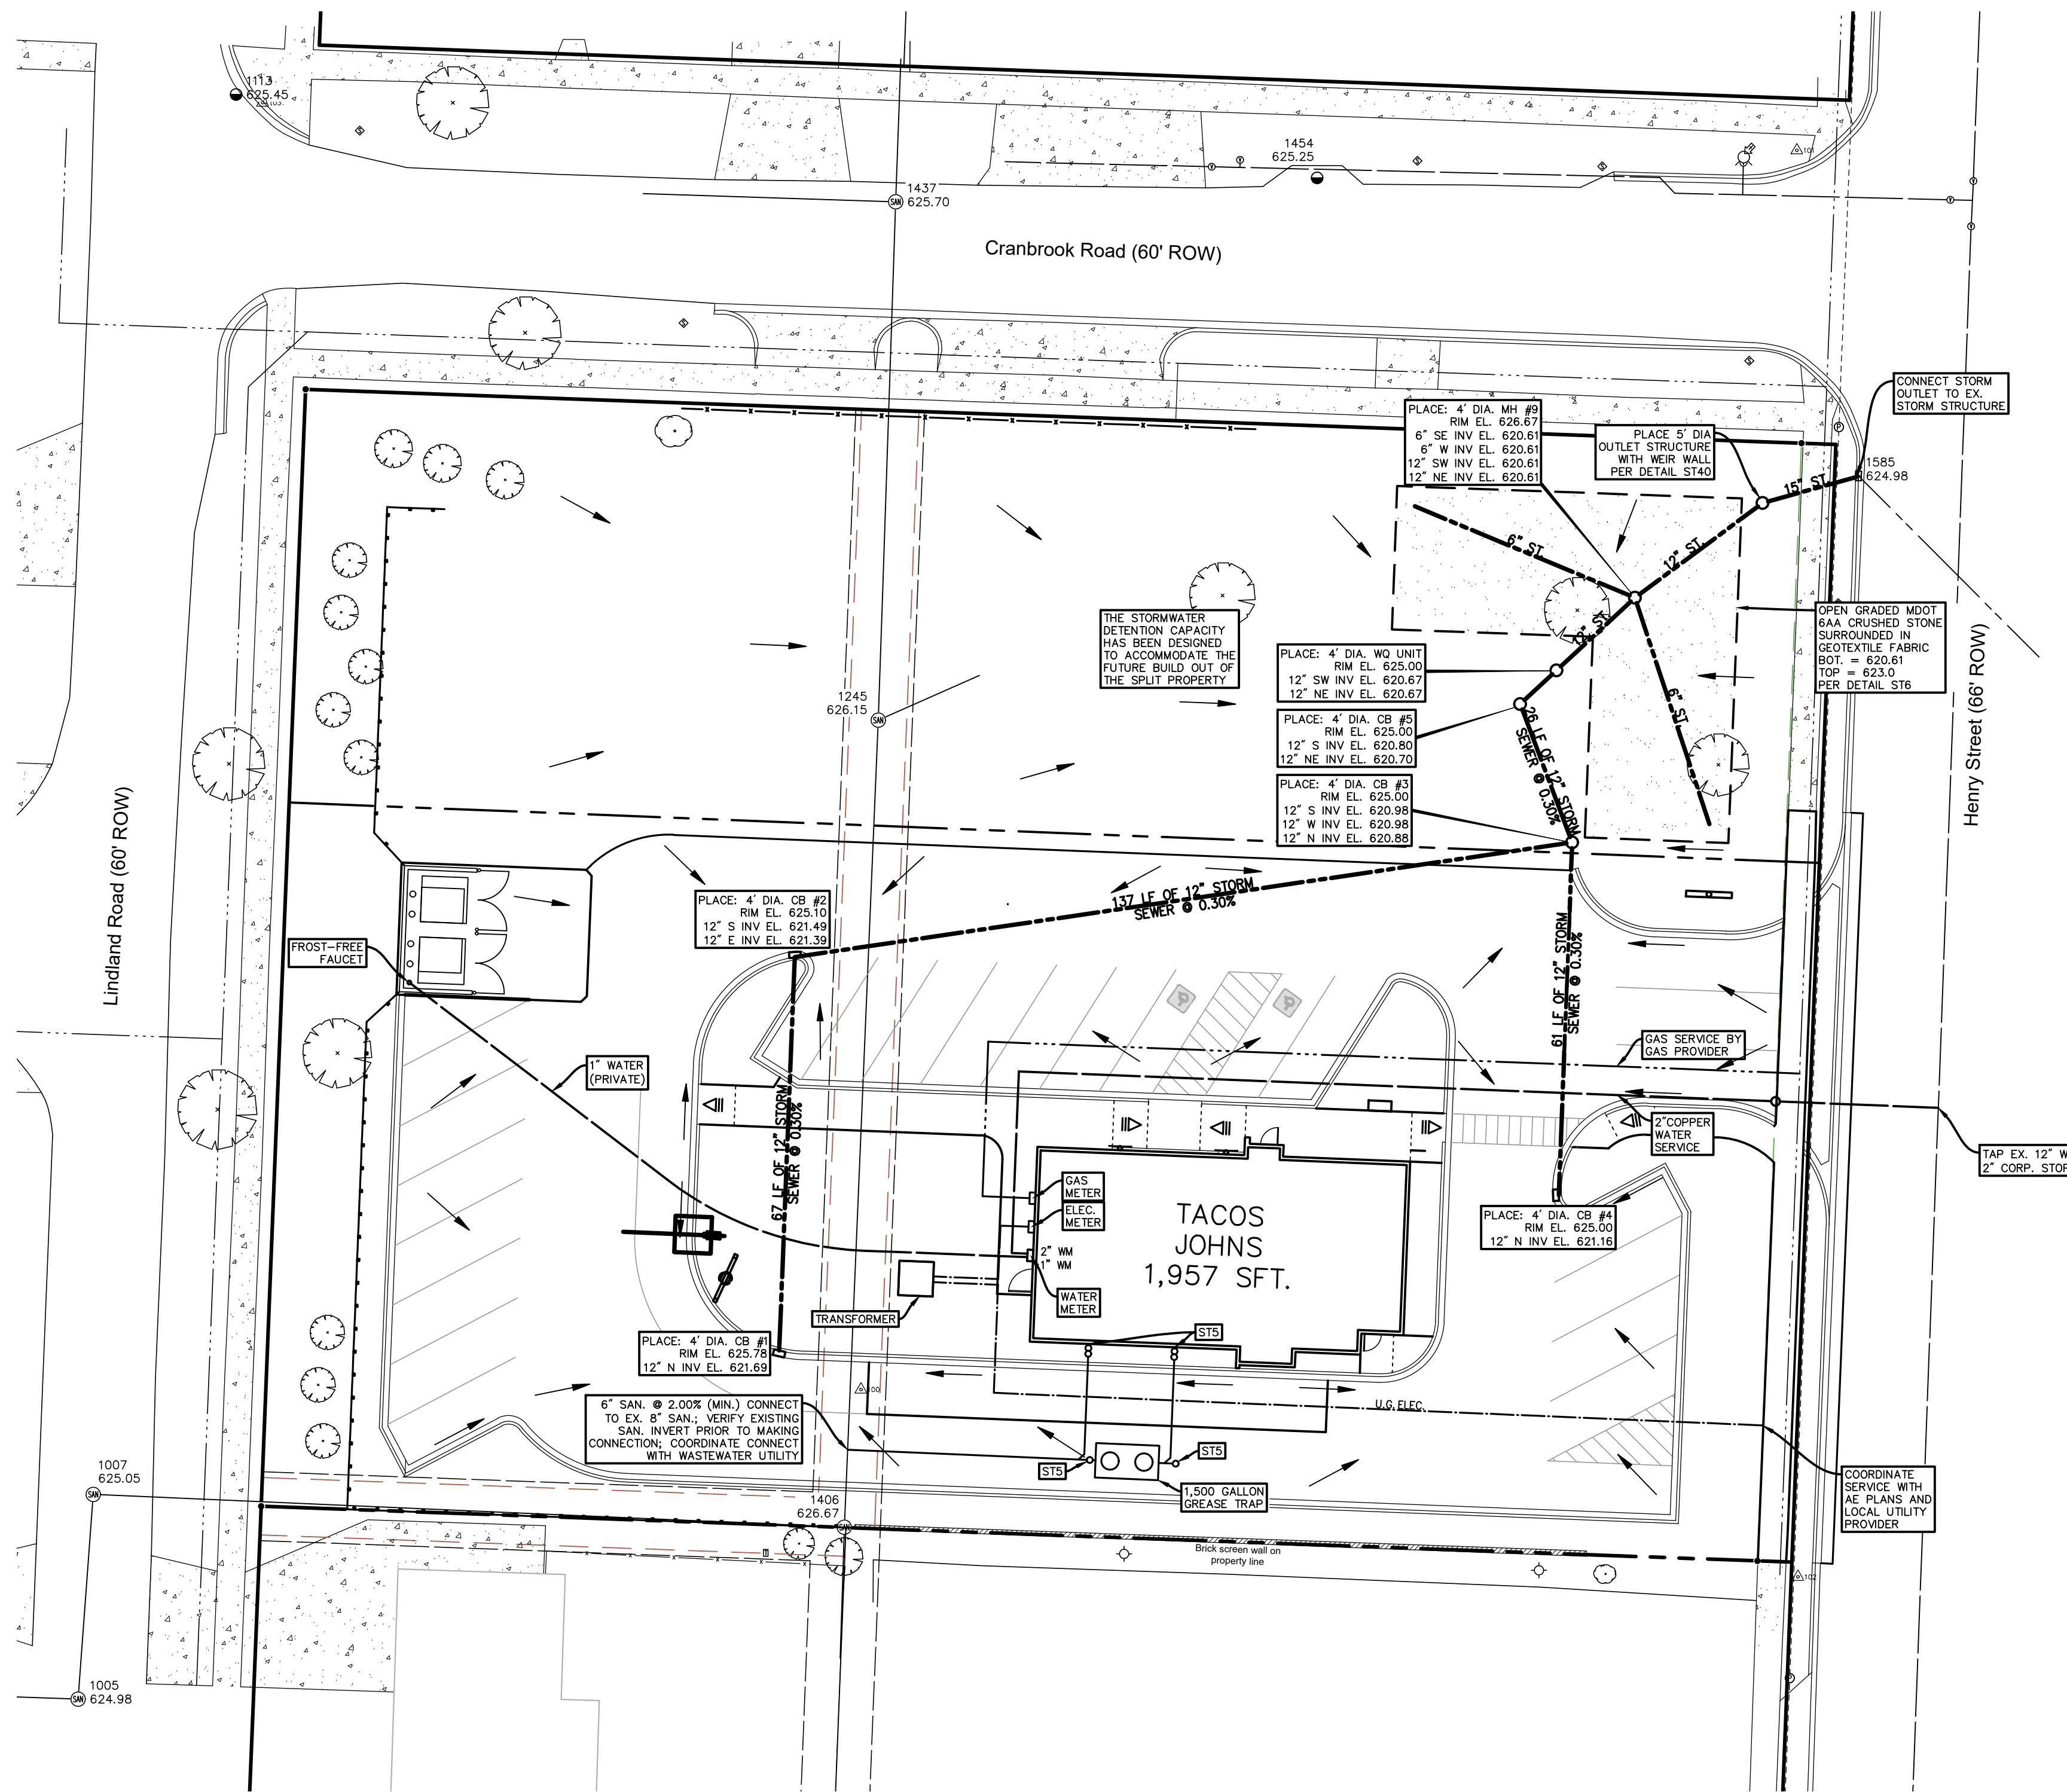 1113
625.45
103
1454
625.25
101
1437
625.70
SAN
Cranbrook Road (60' ROW)
CONNECT STORM
OUTLET TO EX.
STORM STRUCTURE
PLACE: 4' DIA. MH #9
RIM EL. 626.67
6" SE INV EL. 620.61
6" W INV EL. 620.61
12" SW INV EL. 620.61
12" NE INV EL. 620.61
PLACE 5' DIA
OUTLET STRUCTURE
WITH WEIR WALL
PER DETAIL ST40
P
1585
624.98
15" ST.
6" ST.
12" ST.
12" ST.
6" ST.
OPEN GRADED MDOT
6AA CRUSHED STONE
SURROUNDED IN
GEOTEXTILE FABRIC
BOT. = 620.61
TOP = 623.0
PER DETAIL ST6
THE STORMWATER
DETENTION CAPACITY
HAS BEEN DESIGNED
TO ACCOMMODATE THE
FUTURE BUILD OUT OF
THE SPLIT PROPERTY
PLACE: 4' DIA. WQ UNIT
RIM EL. 625.00
12" SW INV EL. 620.67
12" NE INV EL. 620.67
1245
626.15
SAN
PLACE: 4' DIA. CB #5
RIM EL. 625.00
12" S INV EL. 620.80
12" NE INV EL. 620.70
26 LF OF 12" STORM
SEWER @ 0.30%
PLACE: 4' DIA. CB #3
RIM EL. 625.00
12" S INV EL. 620.98
12" W INV EL. 620.98
12" N INV EL. 620.88
Henry Street (66' ROW)
Lindland Road (60' ROW)
137 LF OF 12" STORM
SEWER @ 0.30%
PLACE: 4' DIA. CB #2
RIM EL. 625.10
12" S INV EL. 621.49
12" E INV EL. 621.39
FROST-FREE
FAUCET
61 LF OF 12" STORM
SEWER @ 0.30%
1" WATER
(PRIVATE)
GAS SERVICE BY
GAS PROVIDER
67 LF OF 12" STORM
SEWER @ 0.30%
2"COPPER
WATER
SERVICE
TAP EX. 12" W
2" CORP. STOP
GAS
METER
ELEC.
METER
2" WM
1" WM
WATER
METER
TACOS
JOHNS
1,957 SFT.
PLACE: 4' DIA. CB #4
RIM EL. 625.00
12" N INV EL. 621.16
TRANSFORMER
PLACE: 4' DIA. CB #1
RIM EL. 625.78
12" N INV EL. 621.69
ST5
100
U.G. ELEC.
6" SAN. @ 2.00% (MIN.) CONNECT
TO EX. 8" SAN.; VERIFY EXISTING
SAN. INVERT PRIOR TO MAKING
CONNECTION; COORDINATE CONNECT
WITH WASTEWATER UTILITY
ST5
ST5
1,500 GALLON
GREASE TRAP
COORDINATE
SERVICE WITH
AE PLANS AND
LOCAL UTILITY
PROVIDER
1007
625.05
SAN
1406
626.67
SAN
Brick screen wall on
property line
102
1005
624.98
SAN